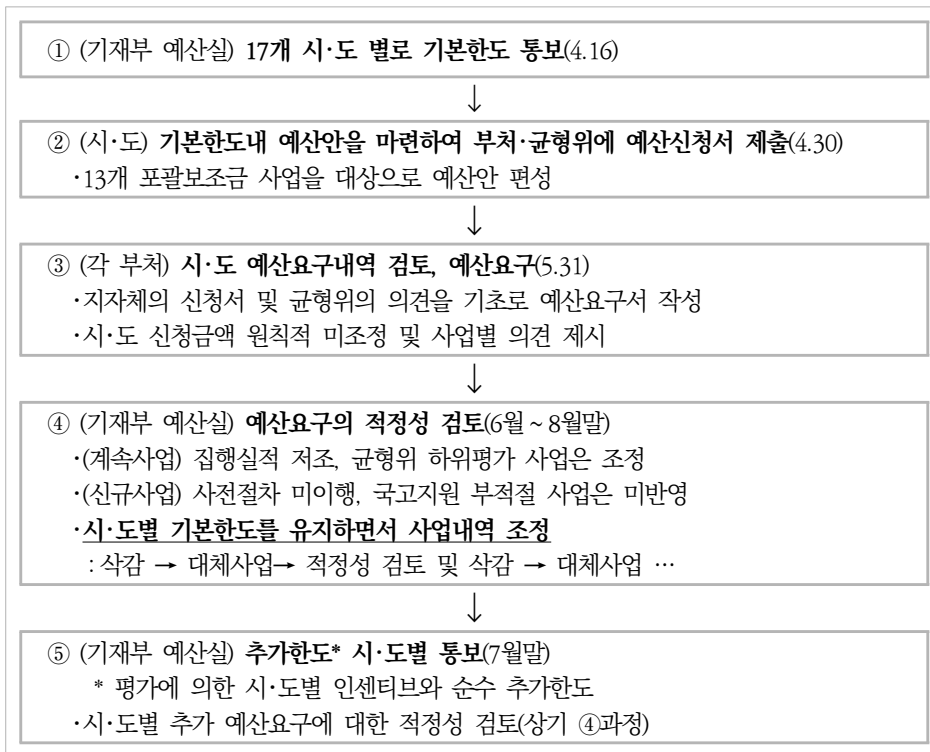 ① (기재부 예산실) 17개 시·도 별로 기본한도 통보(4.16)
↓
② (시·도) 기본한도내 예산안을 마련하여 부처·균형위에 예산신청서 제출(4.30)
·13개 포괄보조금 사업을 대상으로 예산안 편성
↓
③ (각 부처) 시·도 예산요구내역 검토, 예산요구(5.31)
·지자체의 신청서 및 균형위의 의견을 기초로 예산요구서 작성
·시·도 신청금액 원칙적 미조정 및 사업별 의견 제시
↓
④ (기재부 예산실) 예산요구의 적정성 검토(6월 ~ 8월말)
·(계속사업) 집행실적 저조, 균형위 하위평가 사업은 조정
·(신규사업) 사전절차 미이행, 국고지원 부적절 사업은 미반영
·시·도별 기본한도를 유지하면서 사업내역 조정
: 삭감 → 대체사업→ 적정성 검토 및 삭감 → 대체사업 …
↓
⑤ (기재부 예산실) 추가한도* 시·도별 통보(7월말)
* 평가에 의한 시·도별 인센티브와 순수 추가한도
·시·도별 추가 예산요구에 대한 적정성 검토(상기 ④과정)